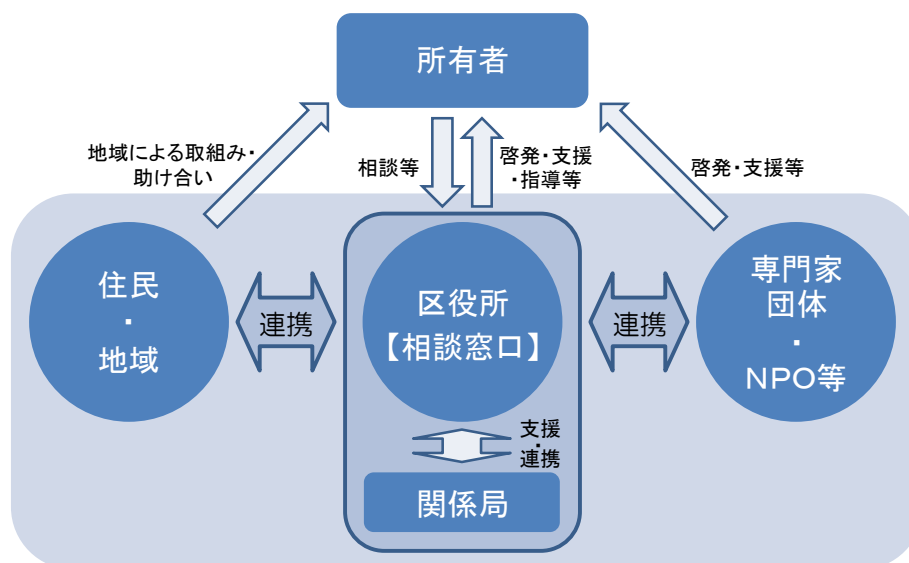 所有者
地域による取組み・
助け合い
相談等
啓発・支援
・指導等
啓発・支援等
住民
・
地域
連携
区役所
【相談窓口】
連携
専門家
団体
・
NPO等
支援
・
連携
関係局